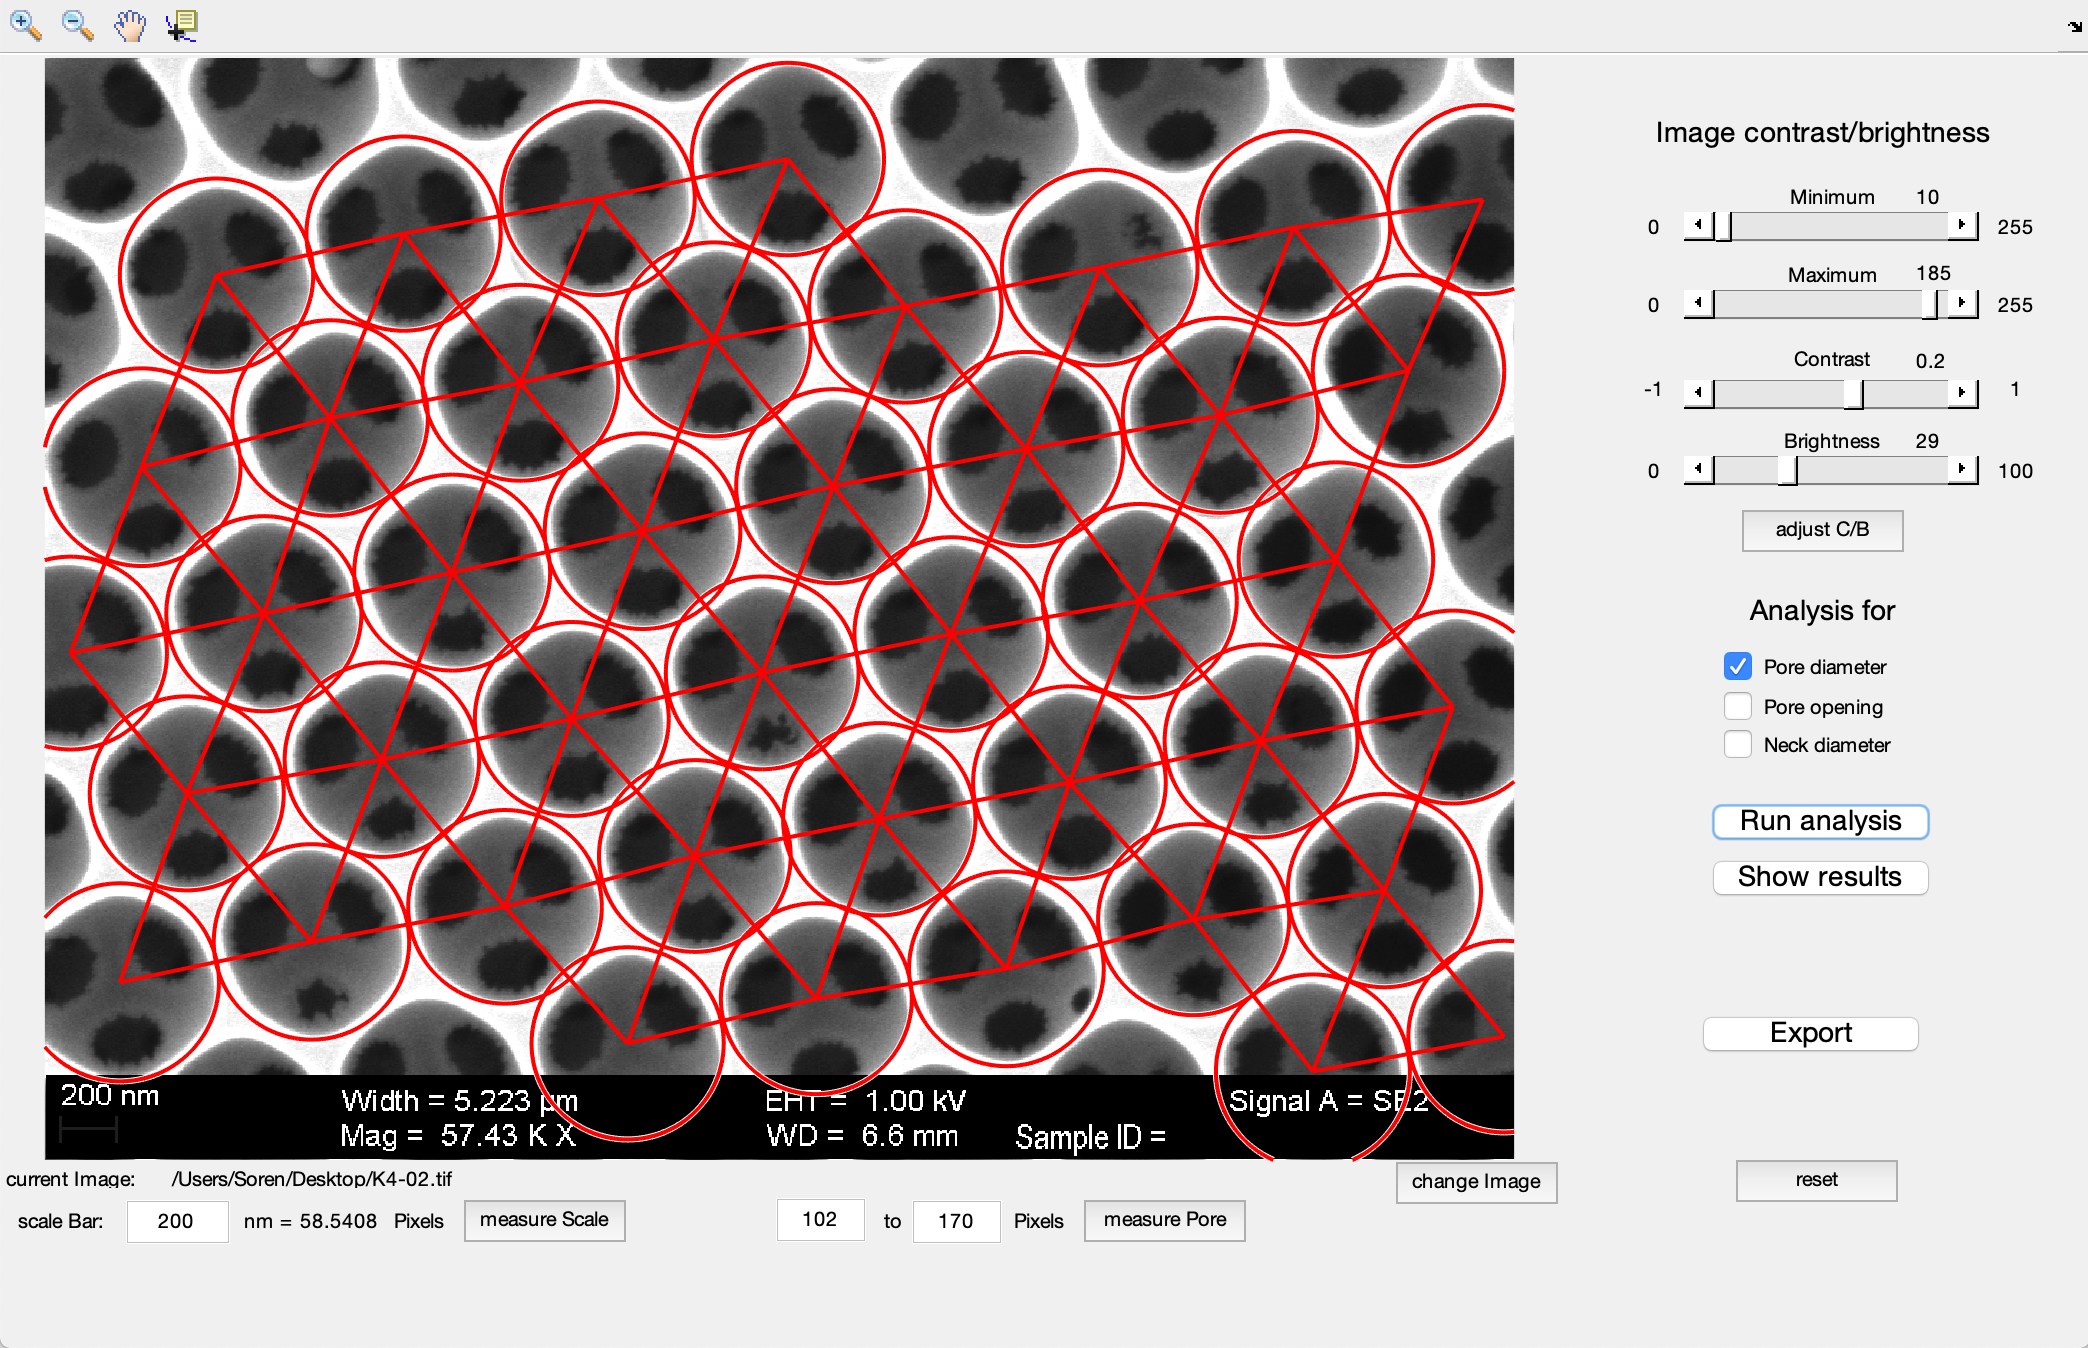 Image contrast/brightness
Minimum 10
0 255
Maximum 185
0 255
Contrast 0.2
-1 1
Brightness 29
0 100
adjust C/B
Analysis for
Pore diameter
Pore opening
Neck diameter
Run analysis
Show results
Export
reset
200 nm
Width = 5.223 µm
Mag = 57.43 K X
EHT = 1.00 kV
WD = 6.6 mm
Sample ID =
Signal A = SE2
current Image: /Users/Soren/Desktop/K4-02.tif
change Image
scale Bar: 200 nm = 58.5408 Pixels measure Scale 102 to 170 Pixels measure Pore